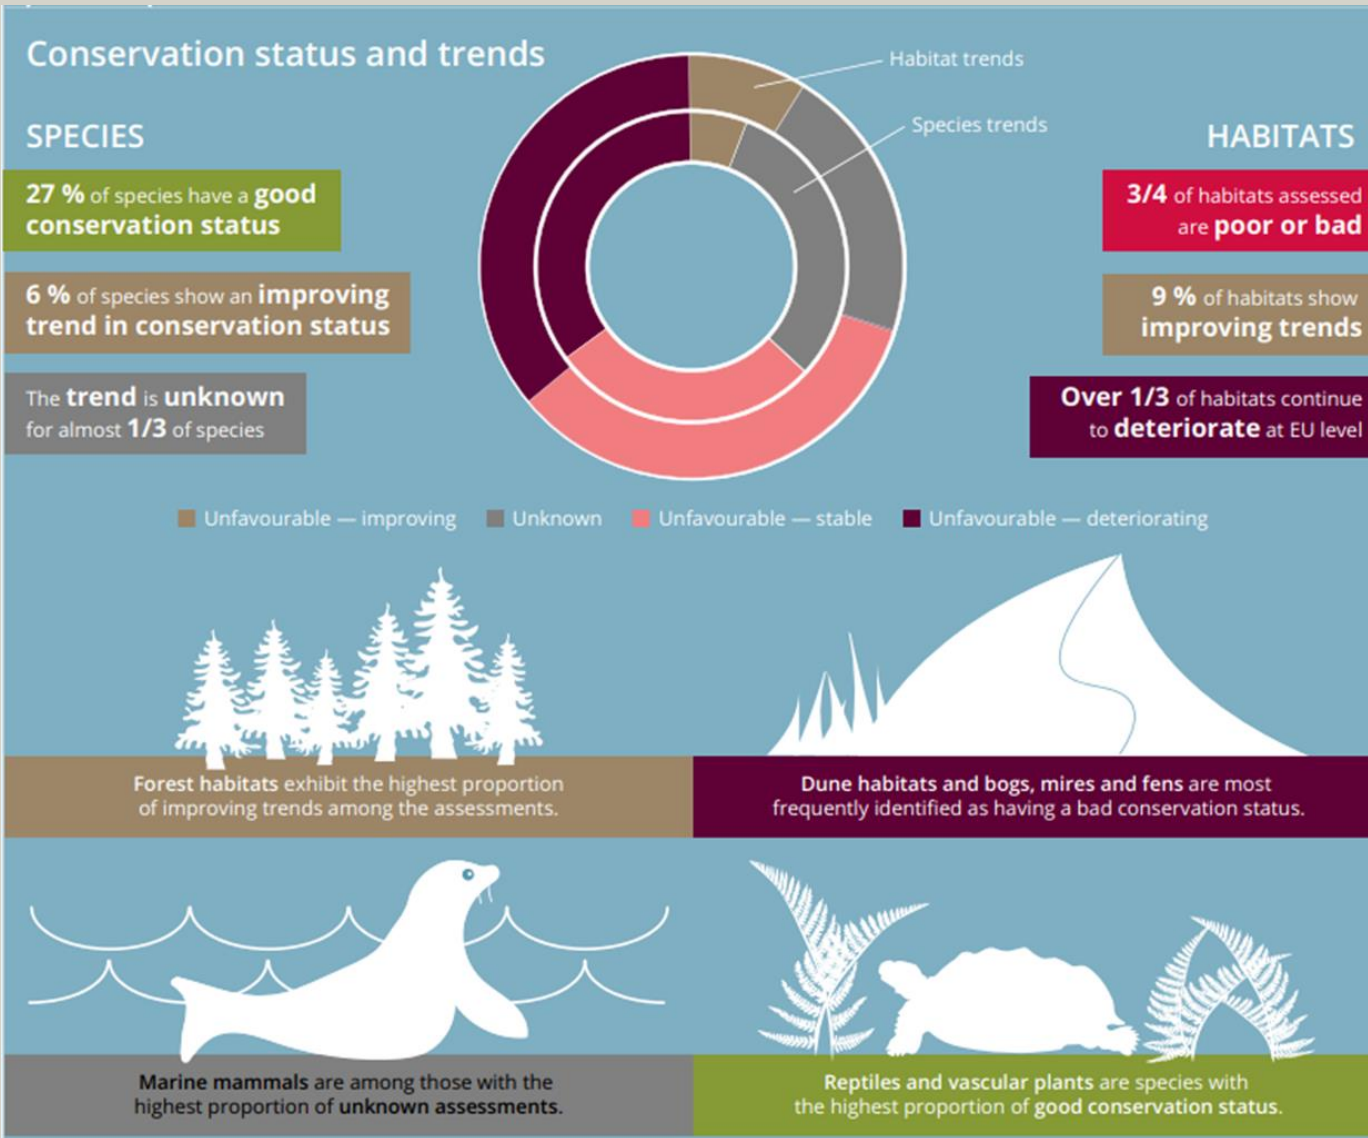 Conservation status and trends
Habitat trends
Species trends
SPECIES
27 % of species have a good
conservation status
6 % of species show an improving
trend in conservation status
The trend is unknown
for almost 1/3 of species
HABITATS
3/4 of habitats assessed
are poor or bad
9 % of habitats show
improving trends
Over 1/3 of habitats continue
to deteriorate at EU level
Unfavourable — improving
Unknown
Unfavourable — stable
Unfavourable — deteriorating
Forest habitats exhibit the highest proportion
of improving trends among the assessments.
Dune habitats and bogs, mires and fens are most
frequently identified as having a bad conservation status.
Marine mammals are among those with the
highest proportion of unknown assessments.
Reptiles and vascular plants are species with
the highest proportion of good conservation status.